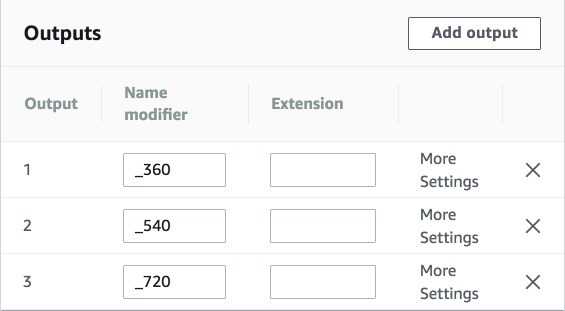 Outputs
Add output
Output
Name
modifier
Extension
1
_360
More
Settings
2
_540
More
Settings
3
_720
More
Settings